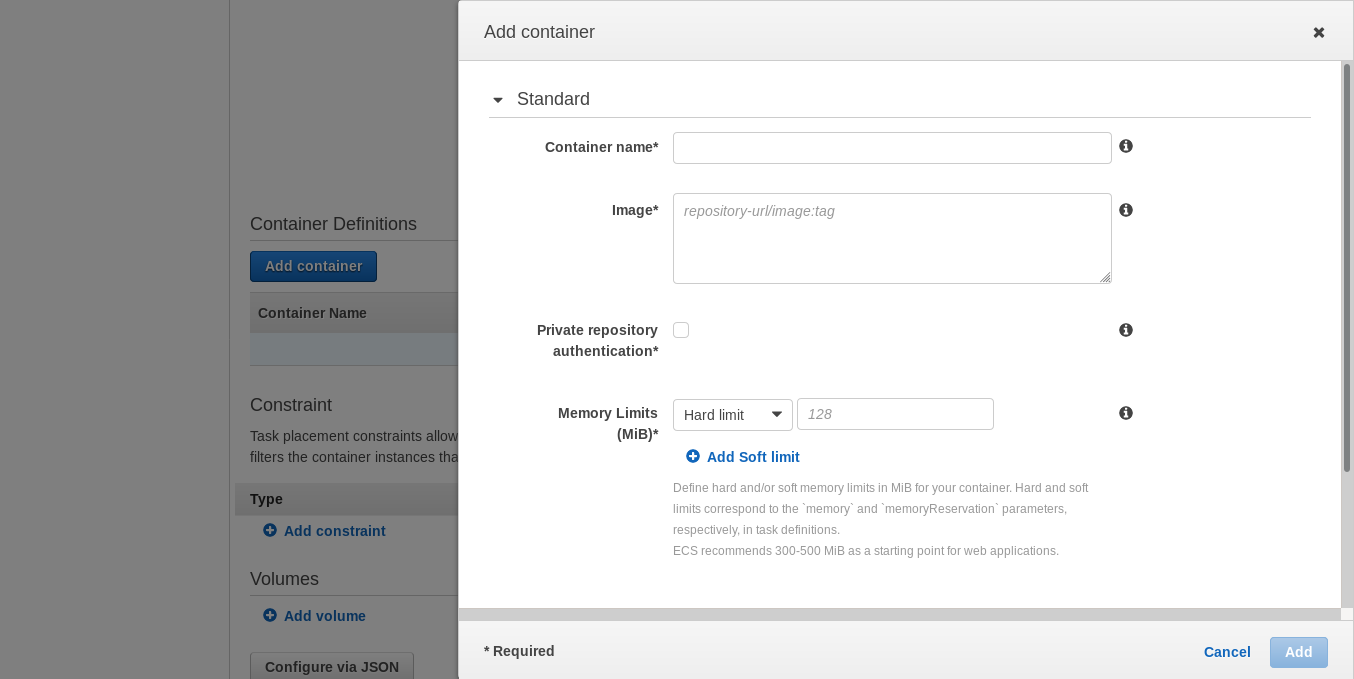 Add container
Standard
Container name*
Image*
repository-url/image:tag
Private repository
authentication*
Memory Limits
(MiB)*
Hard limit
128
Add Soft limit
Define hard and/or soft memory limits in MiB for your container. Hard and soft
limits correspond to the `memory` and `memoryReservation` parameters,
respectively, in task definitions.
ECS recommends 300-500 MiB as a starting point for web applications.
* Required
Cancel
Add
Container Definitions
Add container
Container Name
Constraint
Task placement constraints allow
filters the container instances tha
Type
Add constraint
Volumes
Add volume
Configure via JSON